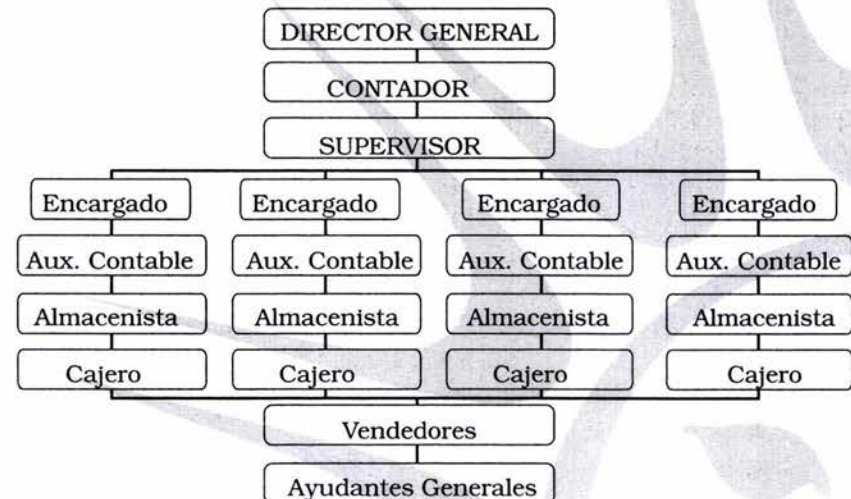 DIRECTOR GENERAL
CONTADOR
SUPERVISOR
Encargado Encargado Encargado Encargado
Aux. Contable Aux. Contable Aux. Contable Aux. Contable
Almacenista Almacenista Almacenista Almacenista
Cajero Cajero Cajero Cajero
Vendedores
Ayudantes Generales